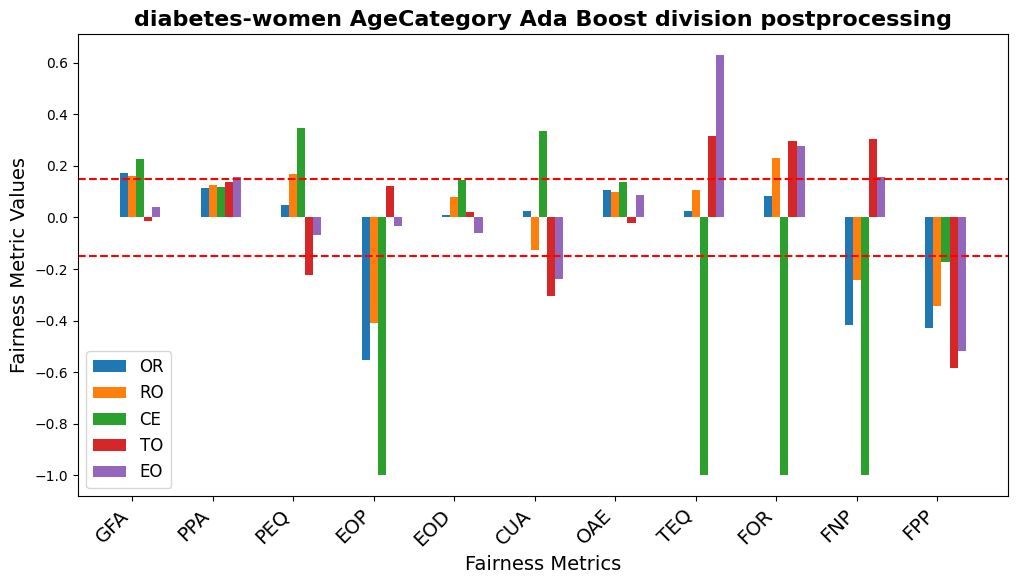 diabetes-women AgeCategory Ada Boost division postprocessing
Fairness Metric Values
0.6
0.4
0.2
0.0
−0.2
−0.4
−0.6
−0.8
−1.0
OR
RO
CE
TO
EO
GFA
PPA
PEQ
EOP
EOD
CUA
OAE
TEQ
FOR
FNP
FPP
Fairness Metrics